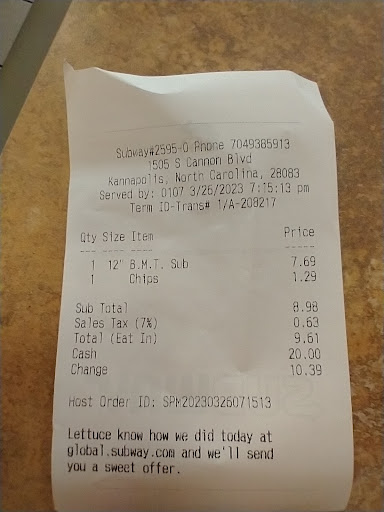 Subway#2595-0 Phone 7049385913
1505 S Cannon Blvd
Kannapolis, North Carolina, 28083
Served by: 0107 3/26/2023 7:15:13 pm
Term ID-Trans# 1/A-208217
Qty Size Item Price
--- ---- ---- -----
1 12" B.M.T. Sub 7.69
1 Chips 1.29
Sub Total 8.98
Sales Tax (7%) 0.63
Total (Eat In) 9.61
Cash 20.00
Change 10.39
Host Order ID: SPM20230326071513
Lettuce know how we did today at
global.subway.com and we'll send
you a sweet offer.